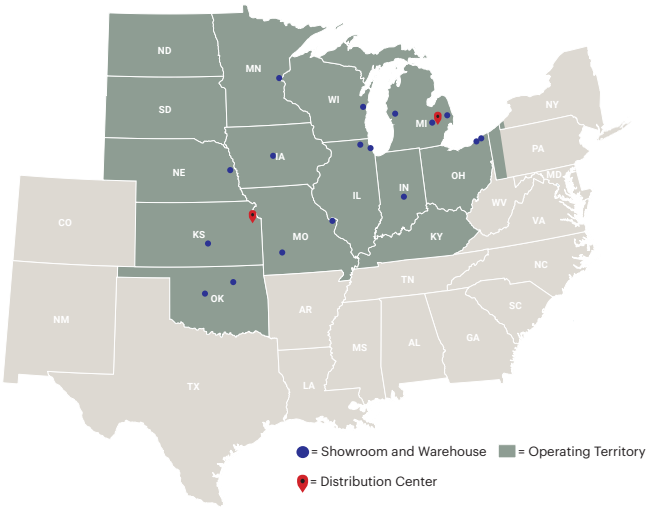 ND
MN
SD
WI
MI
NY
IA
PA
NE
OH
MD
IL
IN
WV
CO
VA
KS
MO
KY
NC
TN
OK
AR
SC
NM
GA
AL
MS
TX
LA
= Showroom and Warehouse = Operating Territory
= Distribution Center